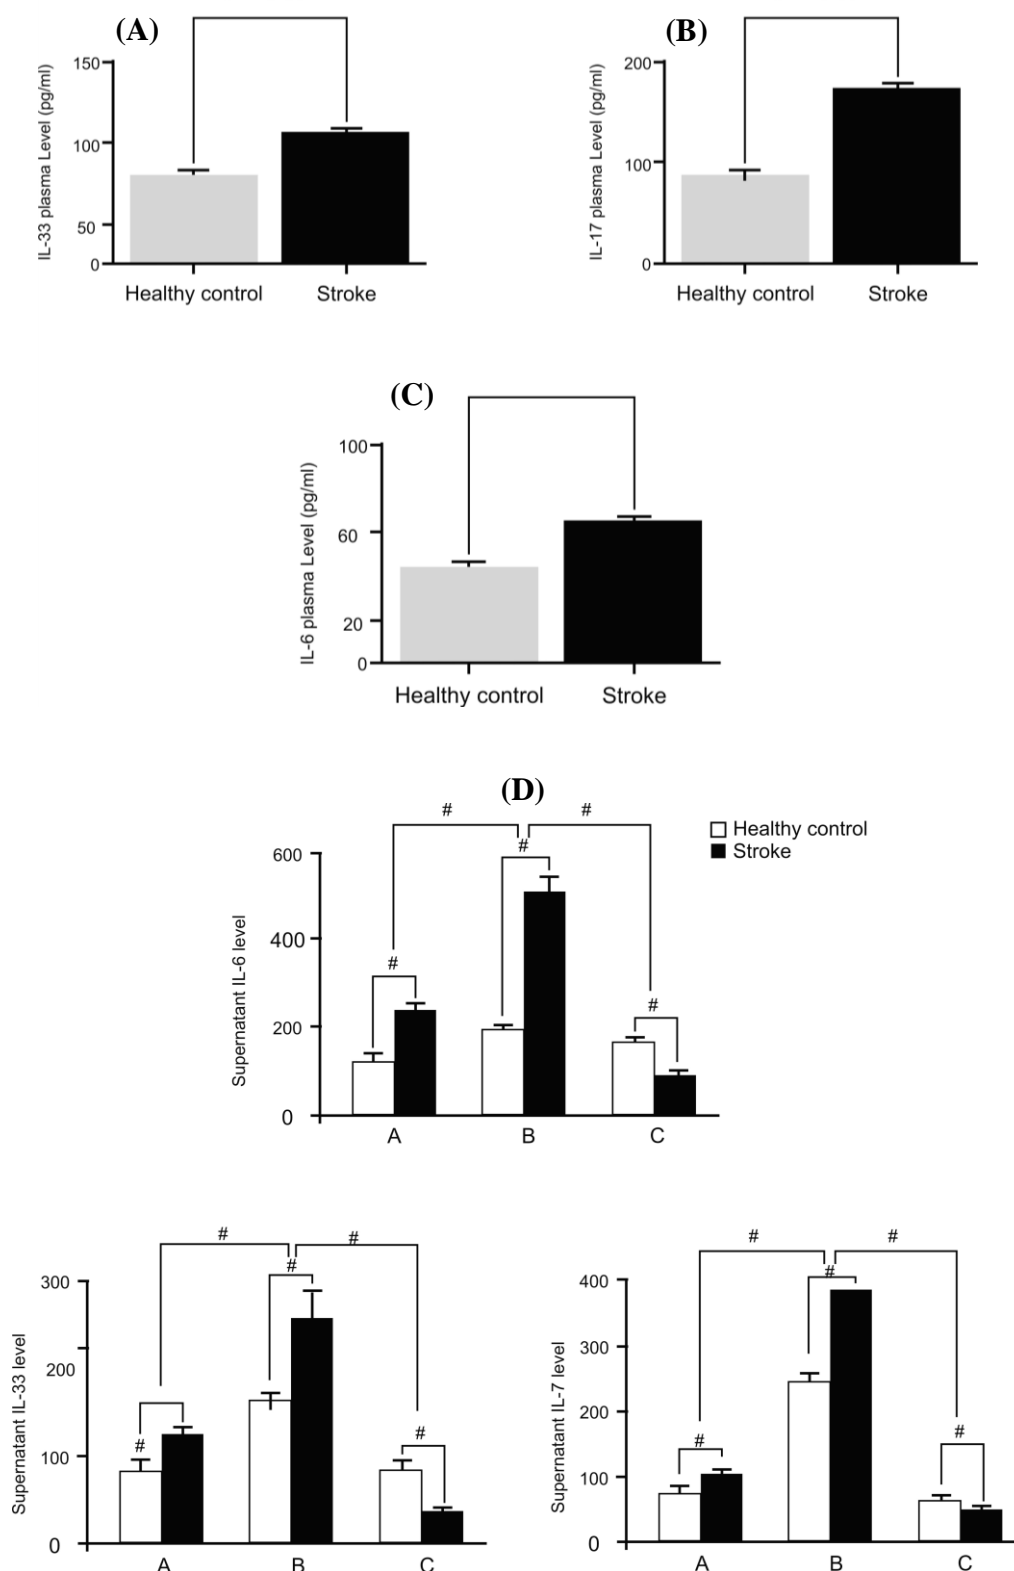 (A)
IL-33 plasma Level (pg/ml)
150
100
50
0
Healthy control
Stroke
(B)
IL-17 plasma Level (pg/ml)
200
100
0
Healthy control
Stroke
(C)
IL-6 plasma Level (pg/ml)
100
60
20
0
Healthy control
Stroke
(D)
# #
Healthy control
Stroke
Supernatant IL-6 level
600
400
200
0
#
#
#
A B C
# #
Supernatant IL-33 level
300
200
100
0
#
#
#
A B C
# #
Supernatant IL-7 level
400
300
200
100
0
#
#
#
A B C